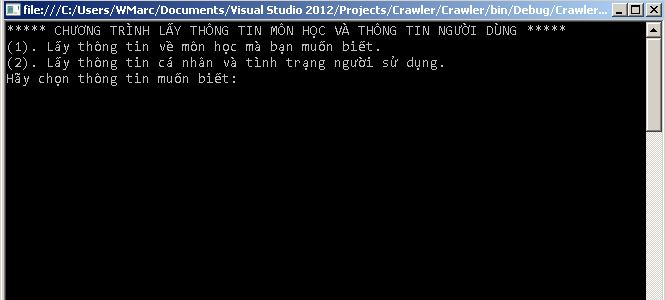 file:///C:/Users/WMarc/Documents/Visual Studio 2012/Projects/Crawler/Crawler/bin/Debug/Crawler...
***** CHƯƠNG TRÌNH LẤY THÔNG TIN MÔN HỌC VÀ THÔNG TIN NGƯỜI DÙNG *****
(1). Lấy thông tin về môn học mà bạn muốn biết.
(2). Lấy thông tin cá nhân và tình trạng người sử dụng.
Hãy chọn thông tin muốn biết: